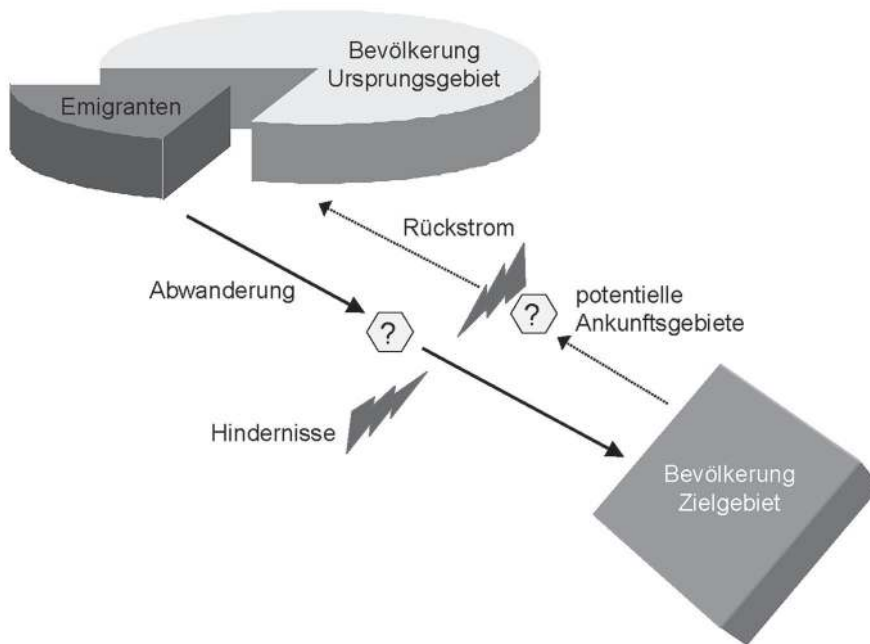 Bevölkerung
Ursprungsgebiet
Emigranten
Rückstrom
Abwanderung
?
?
potentielle
Ankunftsgebiete
Hindernisse
Bevölkerung
Zielgebiet